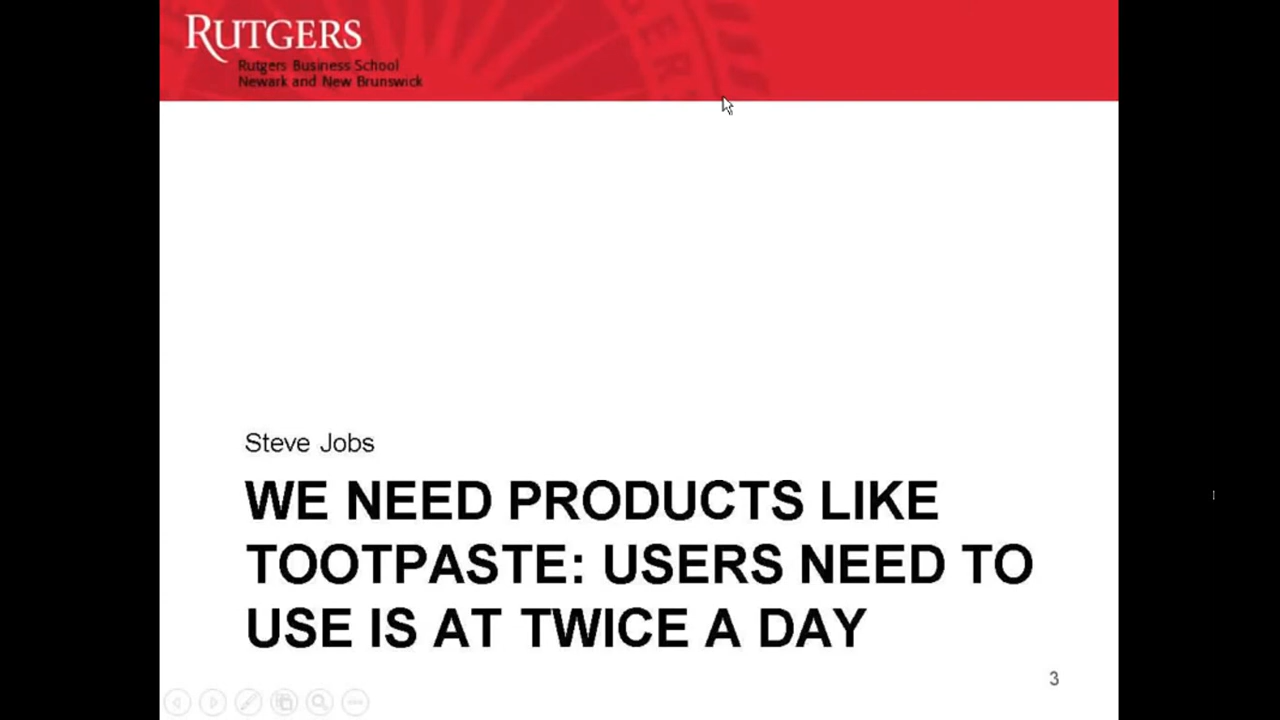 RUTGERS
Rutgers Business School
Newark and New Brunswick
Steve Jobs
WE NEED PRODUCTS LIKE
TOOTPASTE: USERS NEED TO
USE IS AT TWICE A DAY
3